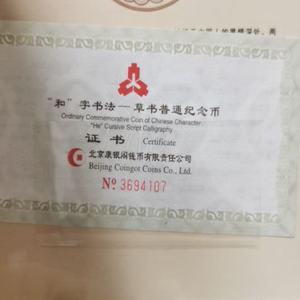 "和"字书法—草书普通纪念币
Ordinary Commemorative Coin of Chinese Character
"He" Cursive Script Calligraphy
证书 Certificate
北京康银阁钱币有限责任公司
Beijing Coingot Coins Co., Ltd.
№ 3694107